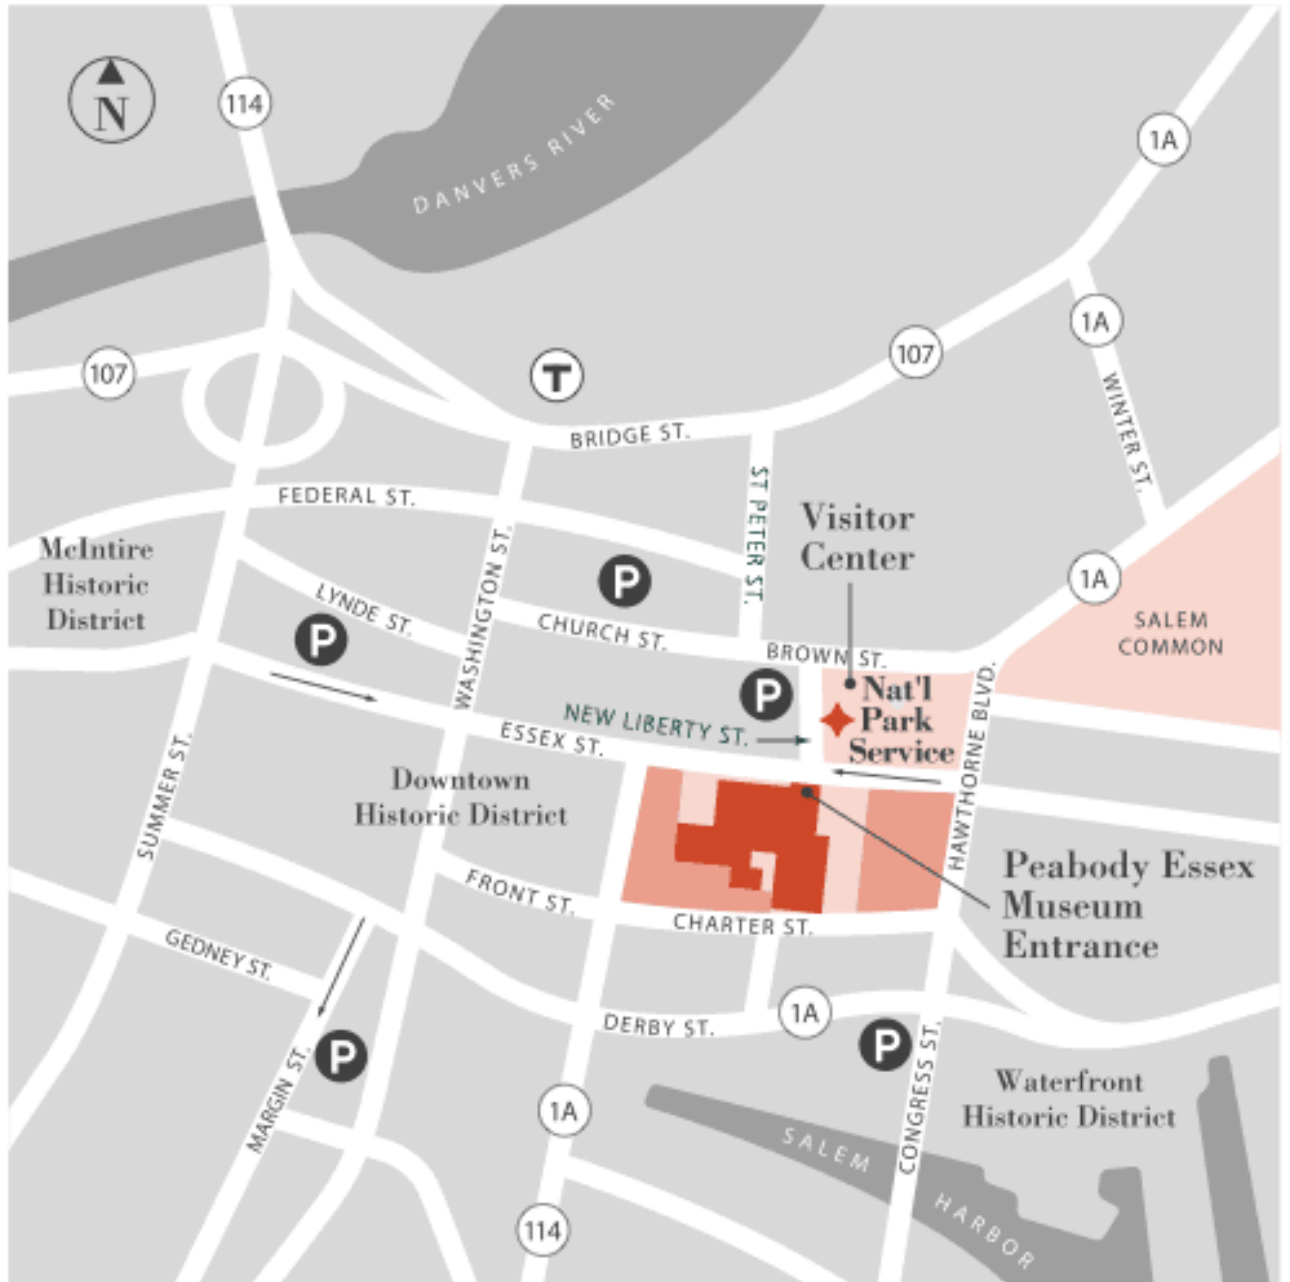 N
114
DANVERS RIVER
1A
107
1A
107
T
BRIDGE ST.
WINTER ST.
FEDERAL ST.
ST PETER ST.
Visitor
Center
McIntire
Historic
District
WASHINGTON ST.
P
1A
LYNDE ST.
P
CHURCH ST.
SALEM
COMMON
BROWN ST.
P
Nat'l
Park
Service
HAWTHORNE BLVD.
NEW LIBERTY ST.
ESSEX ST.
SUMMER ST.
Downtown
Historic District
Peabody Essex
Museum
Entrance
FRONT ST.
CHARTER ST.
GEDNEY ST.
1A
DERBY ST.
P
P
MARGIN ST.
CONGRESS ST.
Waterfront
Historic District
1A
SALEM
HARBOR
114